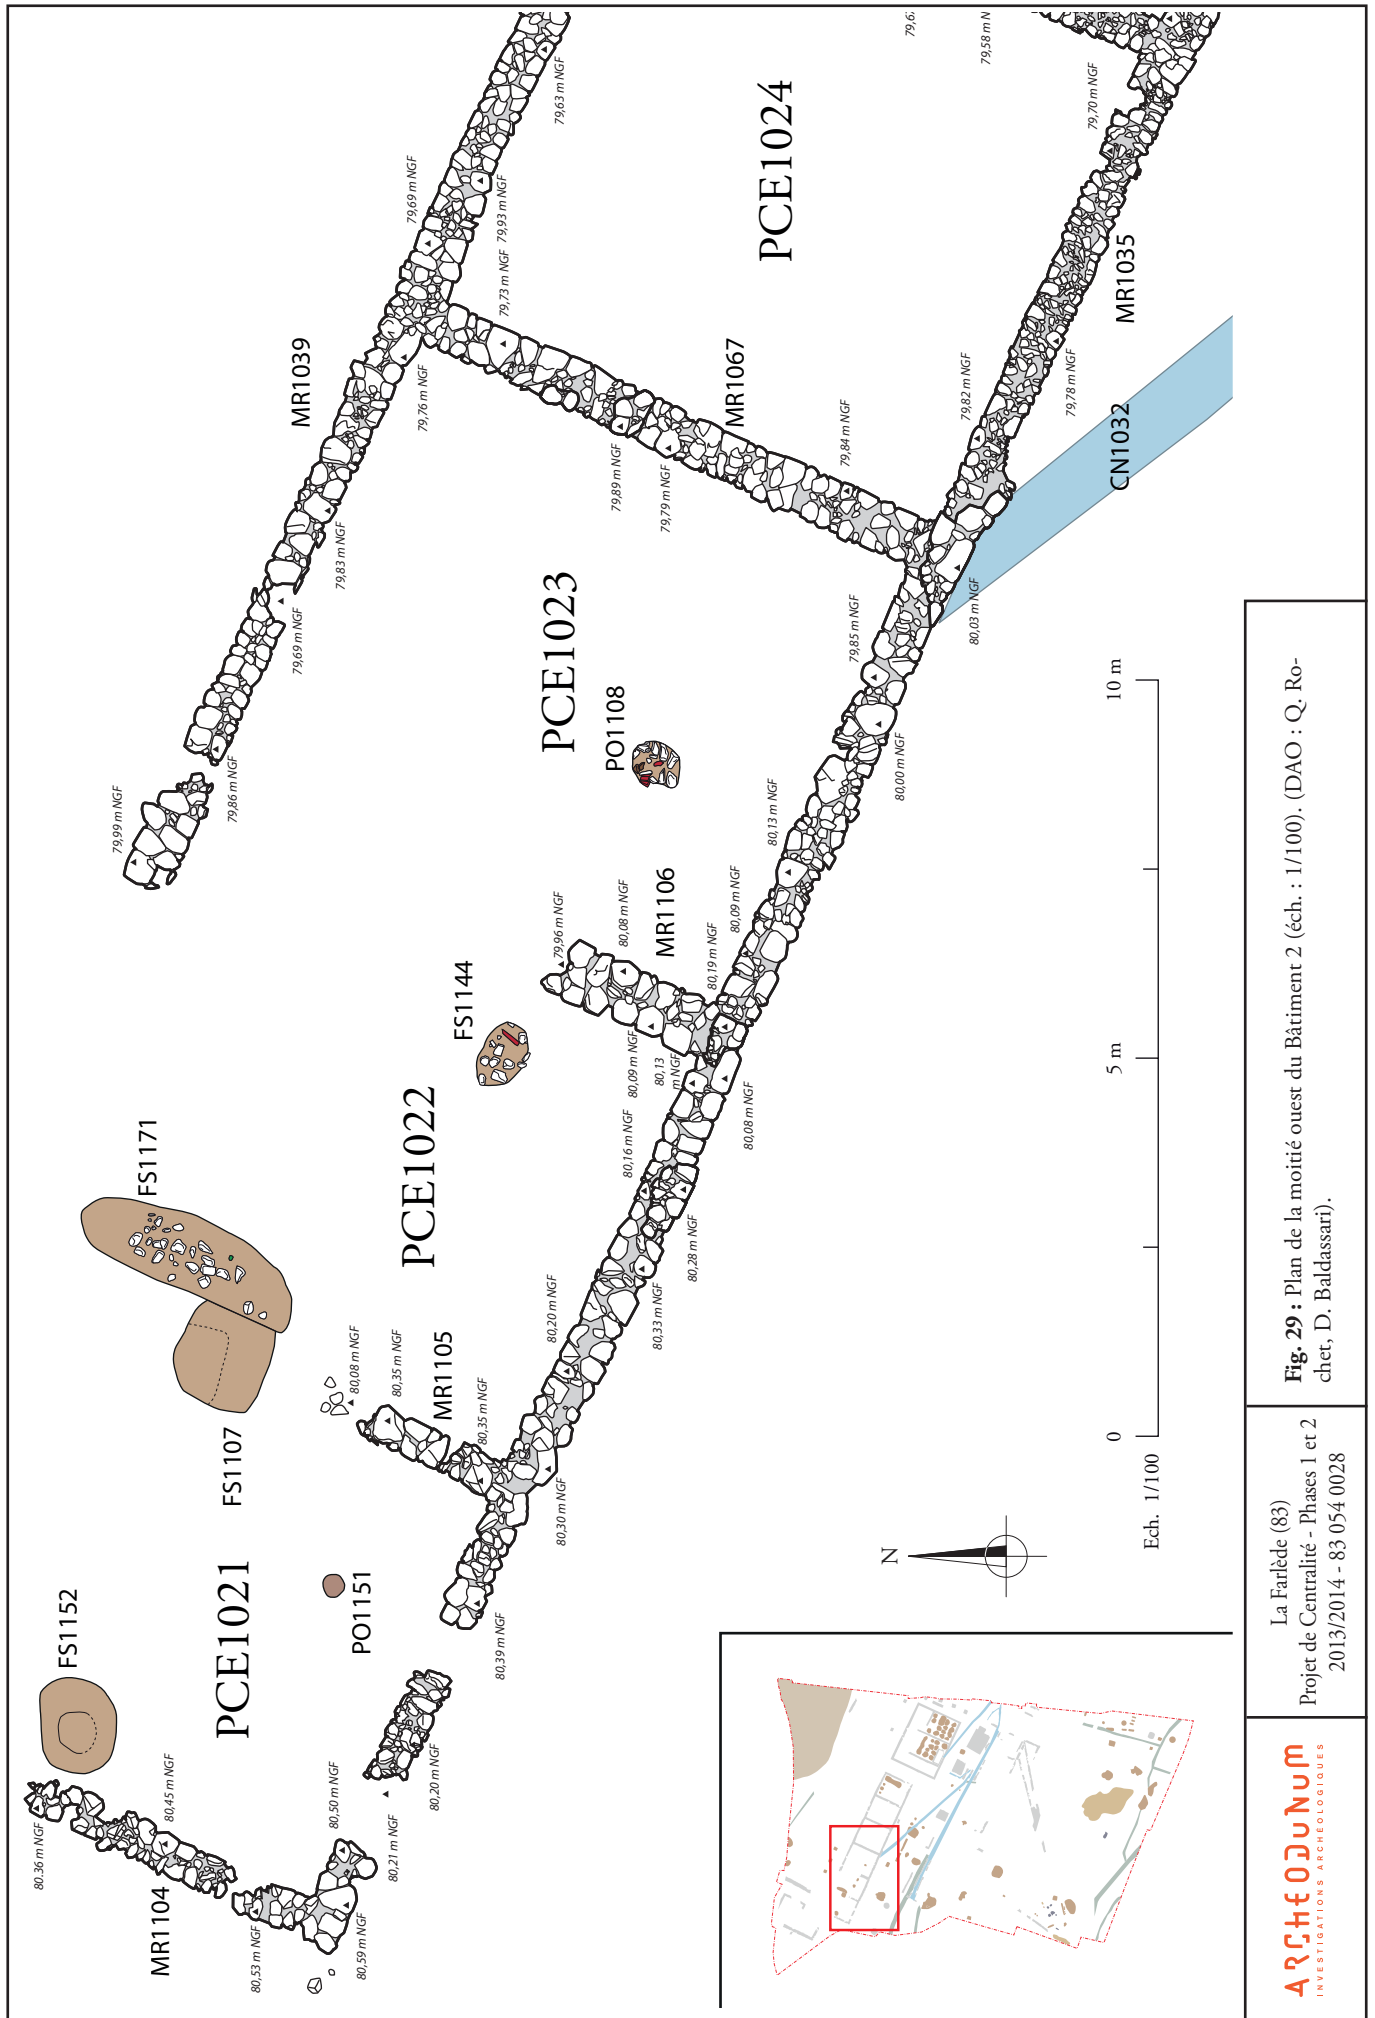 79,63 m NGF
79,6
79,58 m N
79,70 m NGF
79,69 m NGF
79,93 m NGF
79,73 m NGF
PCE1024
MR1039
79,76 m NGF
MR1067
MR1035
79,82 m NGF
79,78 m NGF
CN1032
79,89 m NGF
79,79 m NGF
79,84 m NGF
79,83 m NGF
79,69 m NGF
PCE1023
PO1108
79,85 m NGF
80,03 m NGF
79,99 m NGF
79,86 m NGF
80,00 m NGF
80,13 m NGF
MR1106
79,96 m NGF
80,08 m NGF
80,09 m NGF
80,19 m NGF
FS1144
80,09 m NGF
80,13
m NGF
80,08 m NGF
PCE1022
80,16 m NGF
FS1171
80,28 m NGF
80,20 m NGF
80,33 m NGF
80,08 m NGF
80,35 m NGF
MR1105
80,35 m NGF
FS1107
80,30 m NGF
PCE1021
PO1151
FS1152
80,39 m NGF
80,45 m NGF
80,20 m NGF
80,50 m NGF
80,21 m NGF
80.36 m NGF
MR1104
80,53 m NGF
80,59 m NGF
N
Ech. 1/100
0
5 m
10 m
ARCHEODUNUM
INVESTIGATIONS ARCHÉOLOGIQUES
La Farlède (83)
Projet de Centralité - Phases 1 et 2
2013/2014 - 83 054 0028
Fig. 29 : Plan de la moitié ouest du Bâtiment 2 (éch. : 1/100). (DAO : Q. Ro-
chet, D. Baldassari).